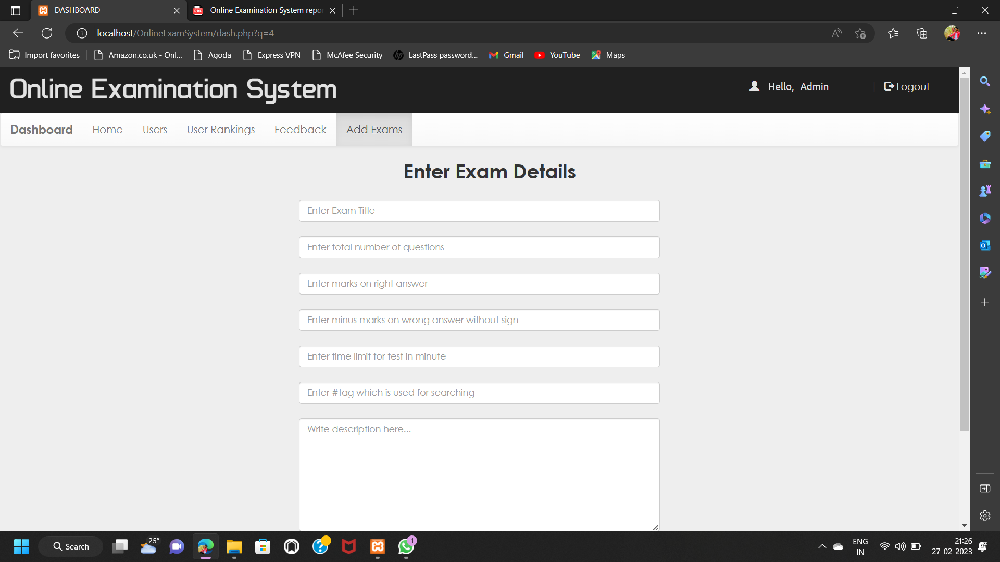 DASHBOARD
Online Examination System repo
localhost/OnlineExamSystem/dash.php?q=4
Import favorites
Amazon.co.uk - Onl...
Agoda
Express VPN
McAfee Security
LastPass password...
Gmail
YouTube
Maps
Online Examination System
Hello, Admin
Logout
Dashboard
Home
Users
User Rankings
Feedback
Add Exams
Enter Exam Details
Enter Exam Title
Enter total number of questions
Enter marks on right answer
Enter minus marks on wrong answer without sign
Enter time limit for test in minute
Enter #tag which is used for searching
Write description here...
Search
25°
1
ENG
IN
21:26
27-02-2023